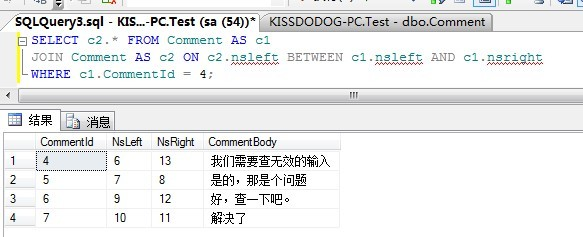 SQLQuery3.sql - KIS...-PC.Test (sa (54))* KISSDODOG-PC.Test - dbo.Comment
SELECT c2.* FROM Comment AS c1
JOIN Comment AS c2 ON c2.nsleft BETWEEN c1.nsleft AND c1.nsright
WHERE c1.CommentId = 4;
结果 消息
CommentId NsLeft NsRight CommentBody
1 4 6 13 我们需要查无效的输入
2 5 7 8 是的，那是个问题
3 6 9 12 好，查一下吧。
4 7 10 11 解决了